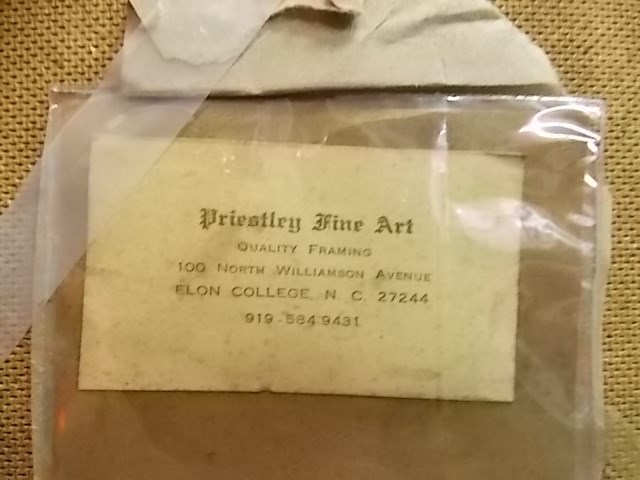 Priestley Fine Art
QUALITY FRAMING
100 NORTH WILLIAMSON AVENUE
ELON COLLEGE, N. C. 27244
919-584-9431